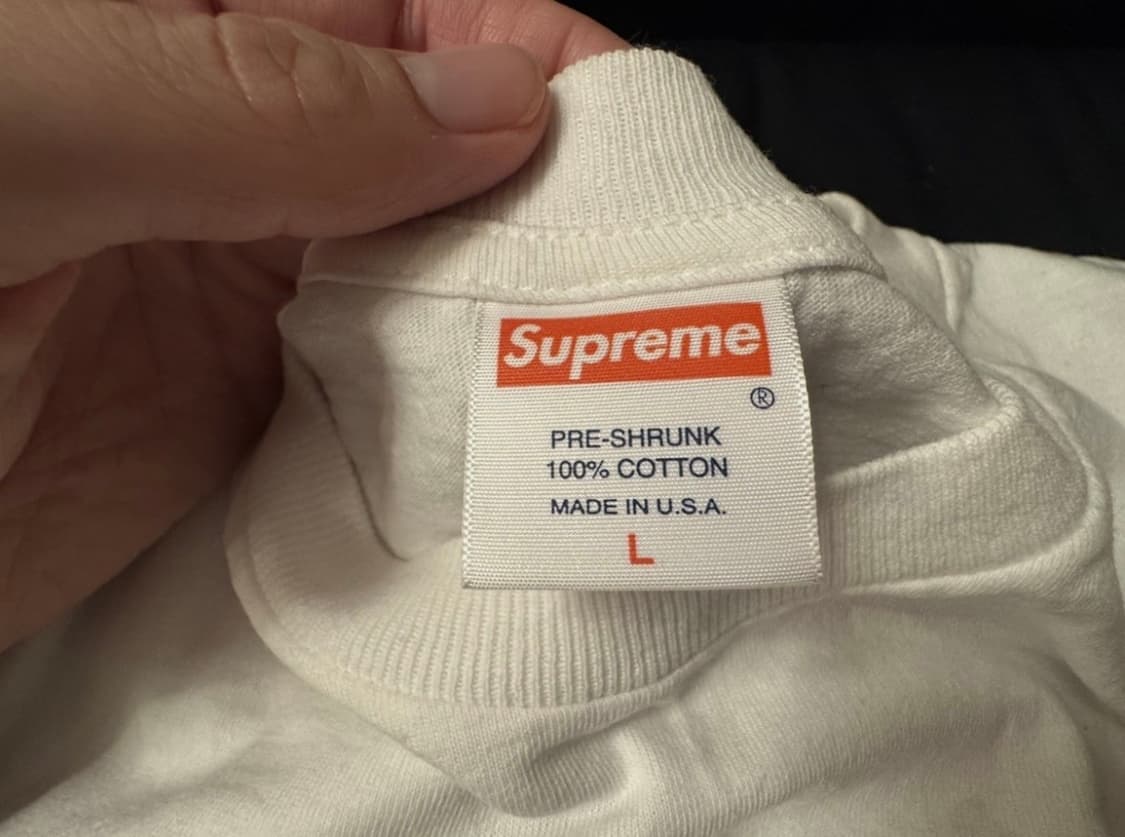 Supreme
®
PRE-SHRUNK
100% COTTON
MADE IN U.S.A.
L